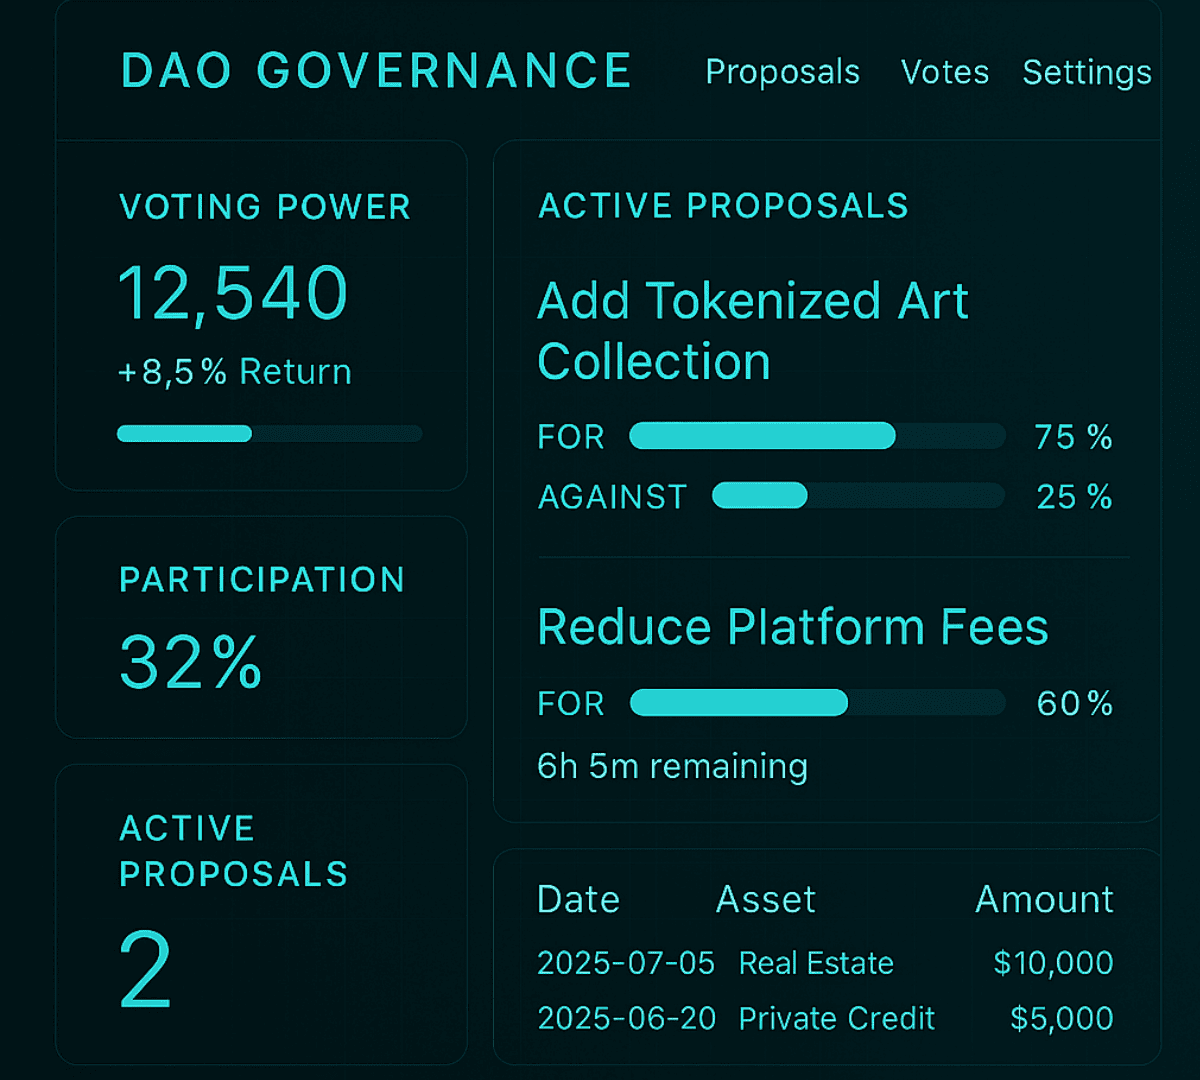 DAO GOVERNANCE
Proposals Votes Settings
VOTING POWER
12,540
+8,5% Return
PARTICIPATION
32%
ACTIVE
PROPOSALS
2
ACTIVE PROPOSALS
Add Tokenized Art
Collection
FOR 75 %
AGAINST 25 %
Reduce Platform Fees
FOR 60%
6h 5m remaining
Date Asset Amount
2025-07-05 Real Estate $10,000
2025-06-20 Private Credit $5,000